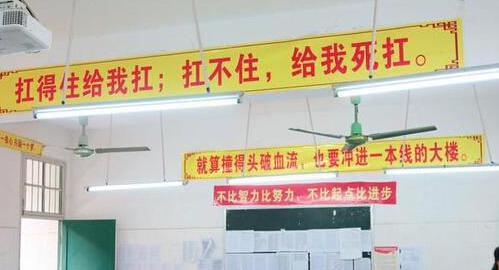 扛得住给我扛；扛不住，给我死扛。
就算撞得头破血流，也要冲进一本线的大楼。
不比智力比努力、不比起点比进步